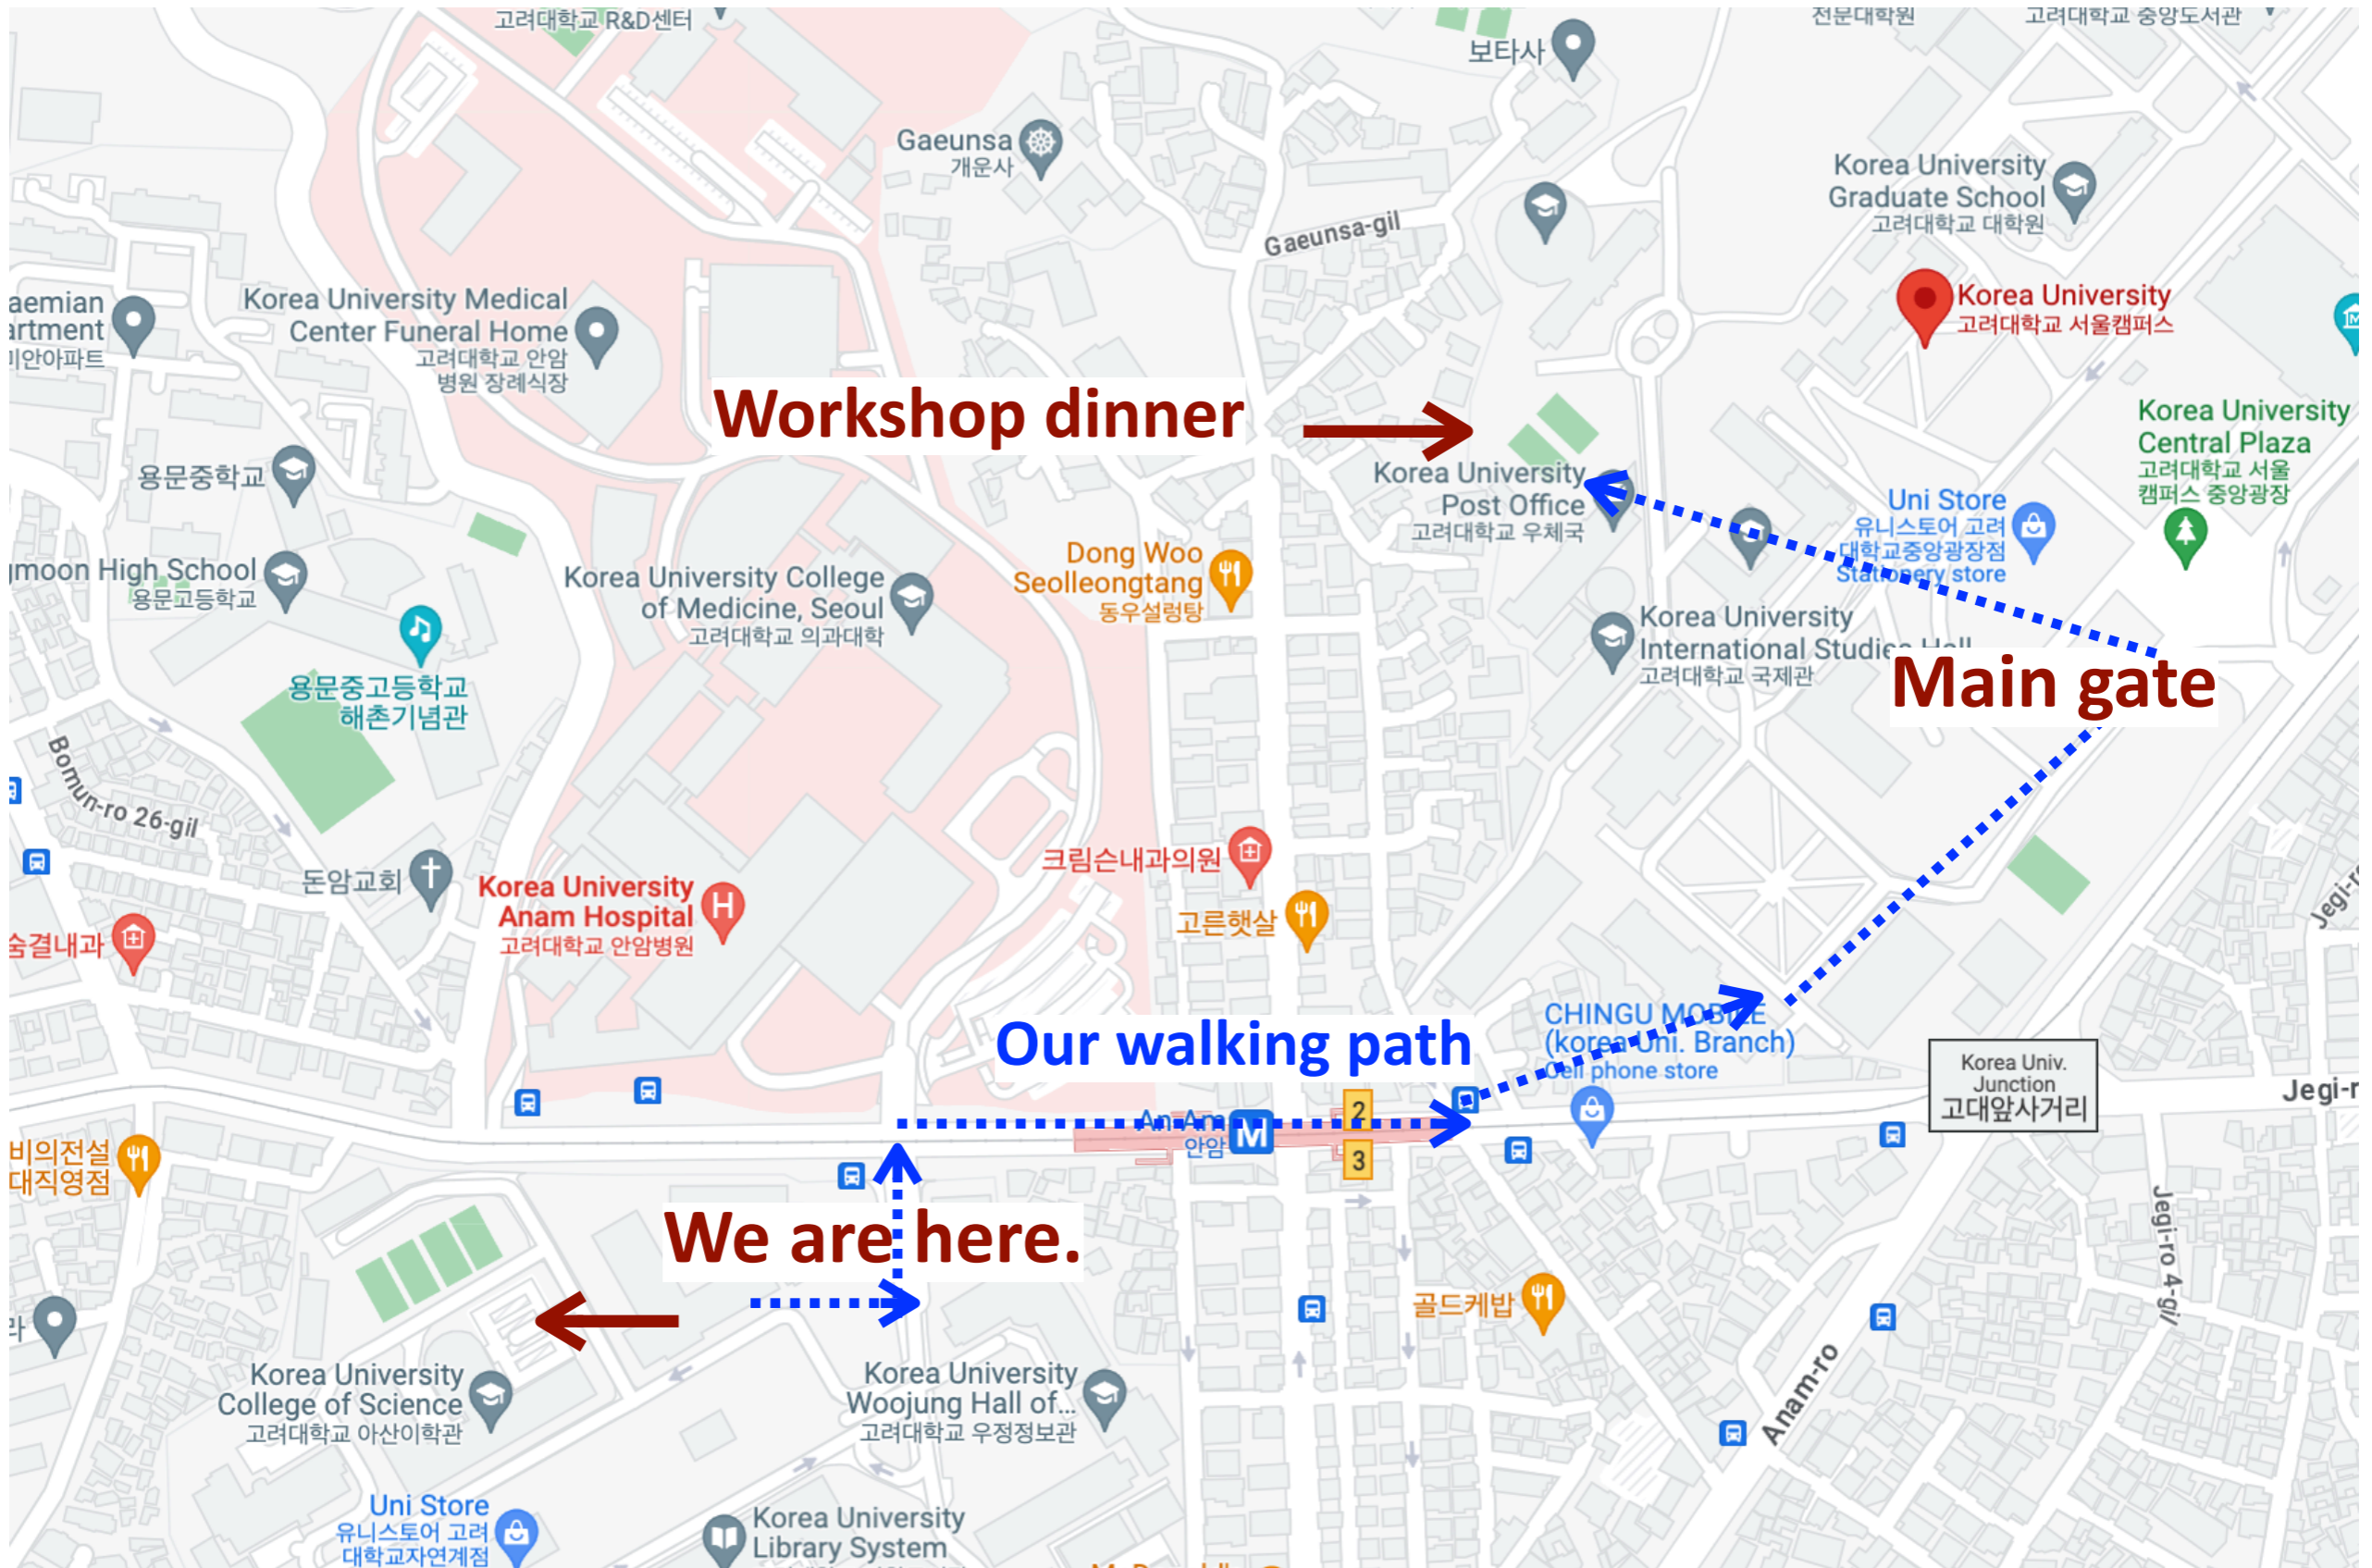 고려대학교 R&D센터
전문대학원
고려대학교 중앙도서관
보타사
Gaeunsa
개운사
Gaeunsa-gil
Korea University
Graduate School
고려대학교 대학원
Korea University
고려대학교 서울캠퍼스
Korea University Medical
Center Funeral Home
고려대학교 안암
병원 장례식장
aemian
artment
미안아파트
Workshop dinner
Korea University
Central Plaza
고려대학교 서울
캠퍼스 중앙광장
용문중학교
Korea University
Post Office
고려대학교 우체국
Uni Store
유니스토어 고려
대학교중앙광장점
Stationery store
Dong Woo
Seolleongtang
동우설렁탕
Korea University College
of Medicine, Seoul
고려대학교 의과대학
moon High School
용문고등학교
Korea University
International Studies Hall
고려대학교 국제관
Main gate
용문중고등학교
해촌기념관
Bomun-ro 26-gil
돈암교회
크림슨내과의원
고른햇살
Korea University
Anam Hospital
고려대학교 안암병원
숨결내과
H
Jegi-r
CHINGU MOBILE
(korea Uni. Branch)
Cell phone store
Our walking path
Korea Univ.
Junction
고대앞사거리
Jegi-r
An-Am
안암
M
2
3
비의전설
대직영점
We are here.
Jegi-ro 4-gil
골드케밥
라
Anam-ro
Korea University
College of Science
고려대학교 아산이학관
Korea University
Woojung Hall of...
고려대학교 우정정보관
Uni Store
유니스토어 고려
대학교자연계점
Korea University
Library System